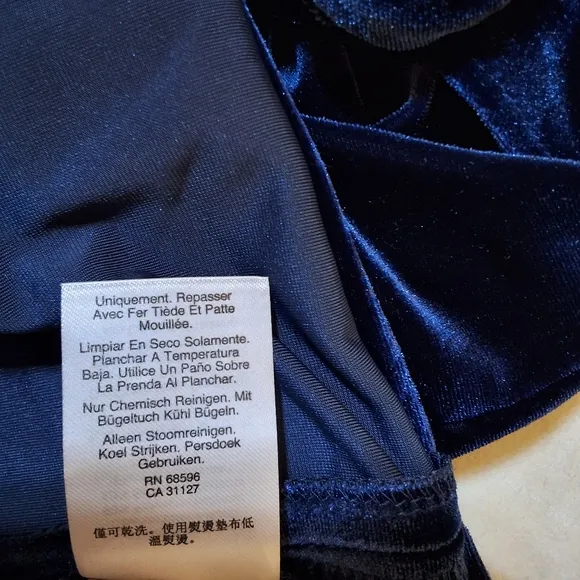 Uniquement. Repasser
Avec Fer Tiède Et Patte
Mouillée.
Limpiar En Seco Solamente.
Planchar A Temperatura
Baja. Utilice Un Paño Sobre
La Prenda Al Planchar.
Nur Chemisch Reinigen. Mit
Bügeltuch Kühl Bügeln.
Alleen Stoomreinigen.
Koel Strijken. Persdoek
Gebruiken.
RN 68596
CA 31127
僅可乾洗。使用熨燙墊布低
溫熨燙。